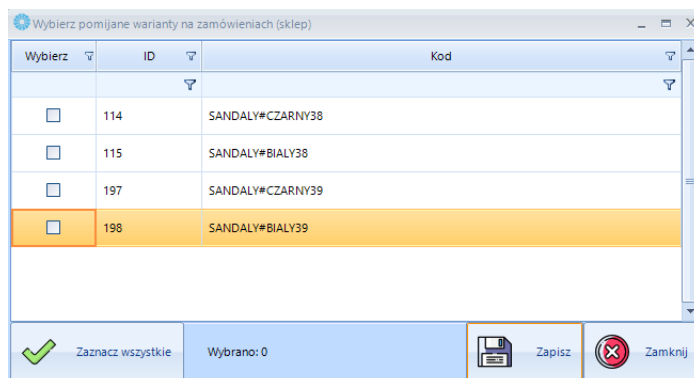 Wybierz pomijane warianty na zamówieniach (sklep)
Wybierz ID Kod
114 SANDALY#CZARNY38
115 SANDALY#BIALY38
197 SANDALY#CZARNY39
198 SANDALY#BIALY39
Zaznacz wszystkie Wybrano: 0 Zapisz Zamknij